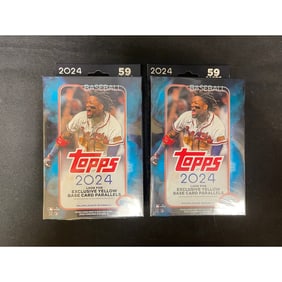 2024
59
BASEBALL
TOPPS
2024
LOOK FOR
EXCLUSIVE YELLOW
BASE CARD PARALLELS
2024
59
BASEBALL
TOPPS
2024
LOOK FOR
EXCLUSIVE YELLOW
BASE CARD PARALLELS